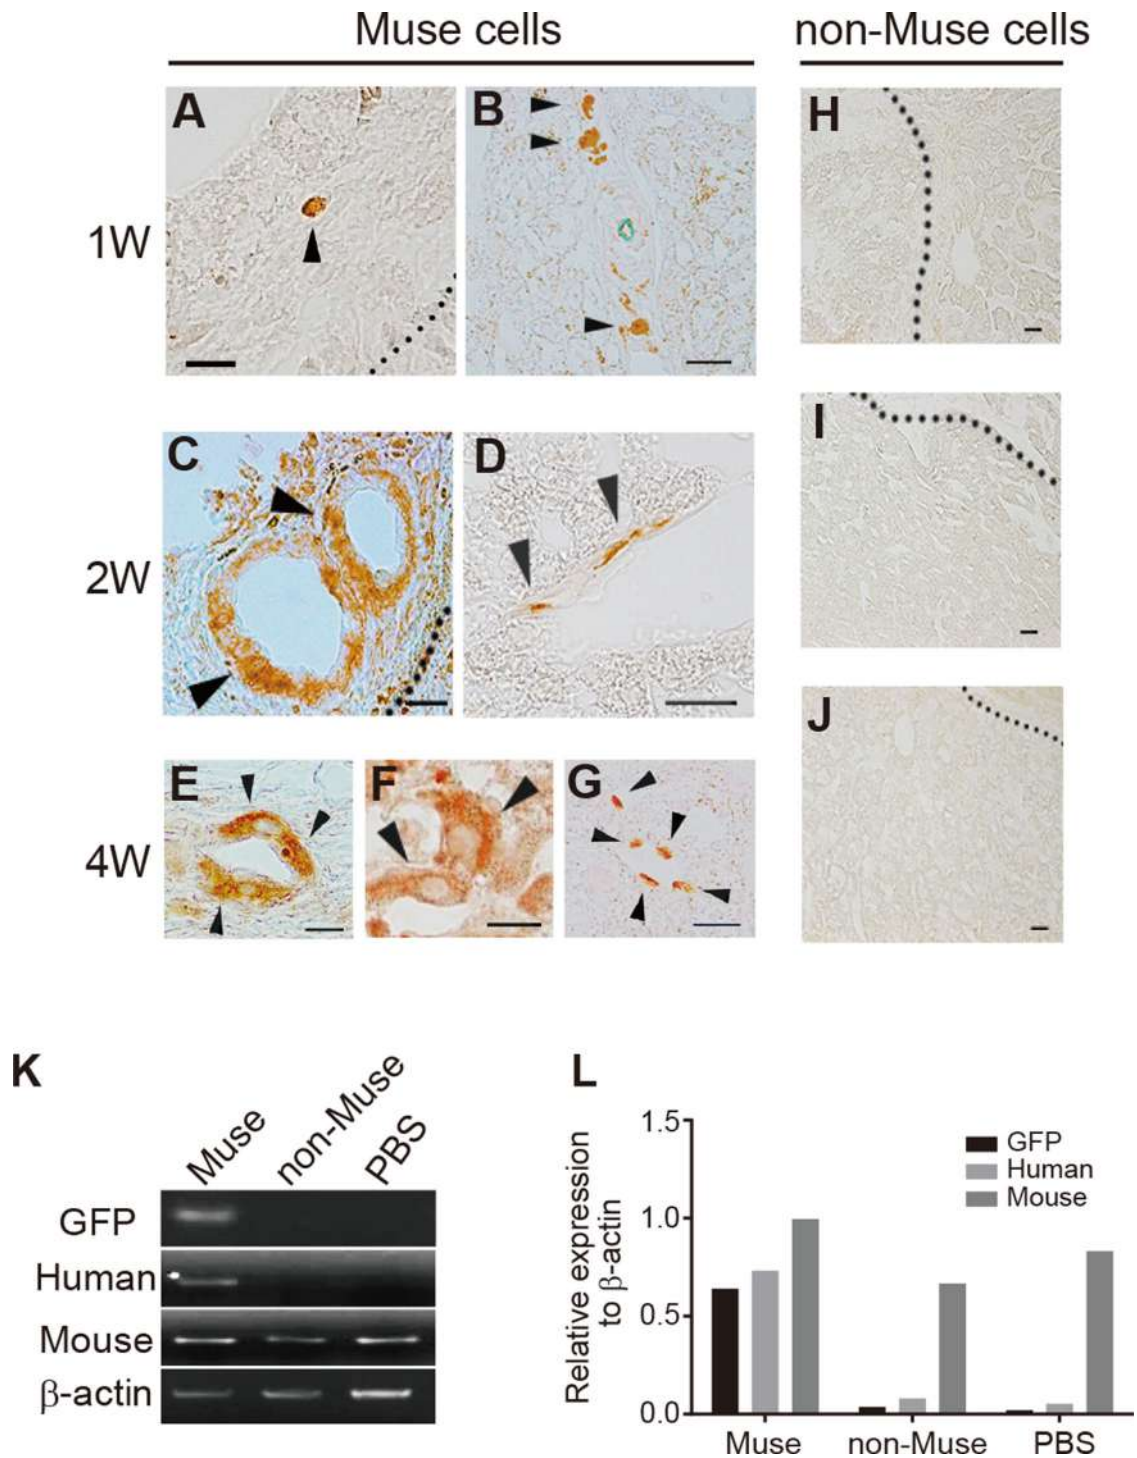 Muse cells
non-Muse cells
A
B
H
1W
C
D
I
2W
J
E
F
G
4W
K
L
Muse
non-Muse
PBS
GFP
Human
Mouse
β-actin
Relative expression
to β-actin
1.5
1.0
0.5
0.0
GFP
Human
Mouse
Muse
non-Muse
PBS